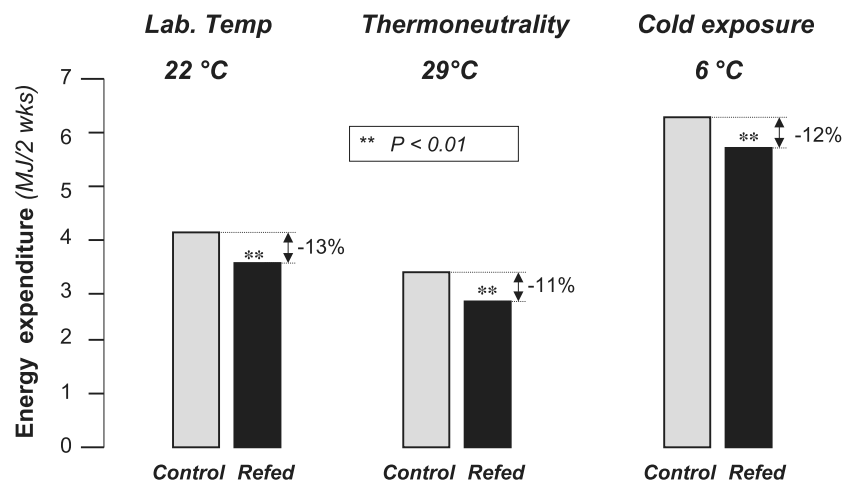 Lab. Temp Thermoneutrality Cold exposure
22 °C 29°C 6 °C
7
6
5
4
3
2
1
0
Energy expenditure (MJ/2 wks)
** P < 0.01
** -13%
** -11%
** -12%
Control Refed Control Refed Control Refed